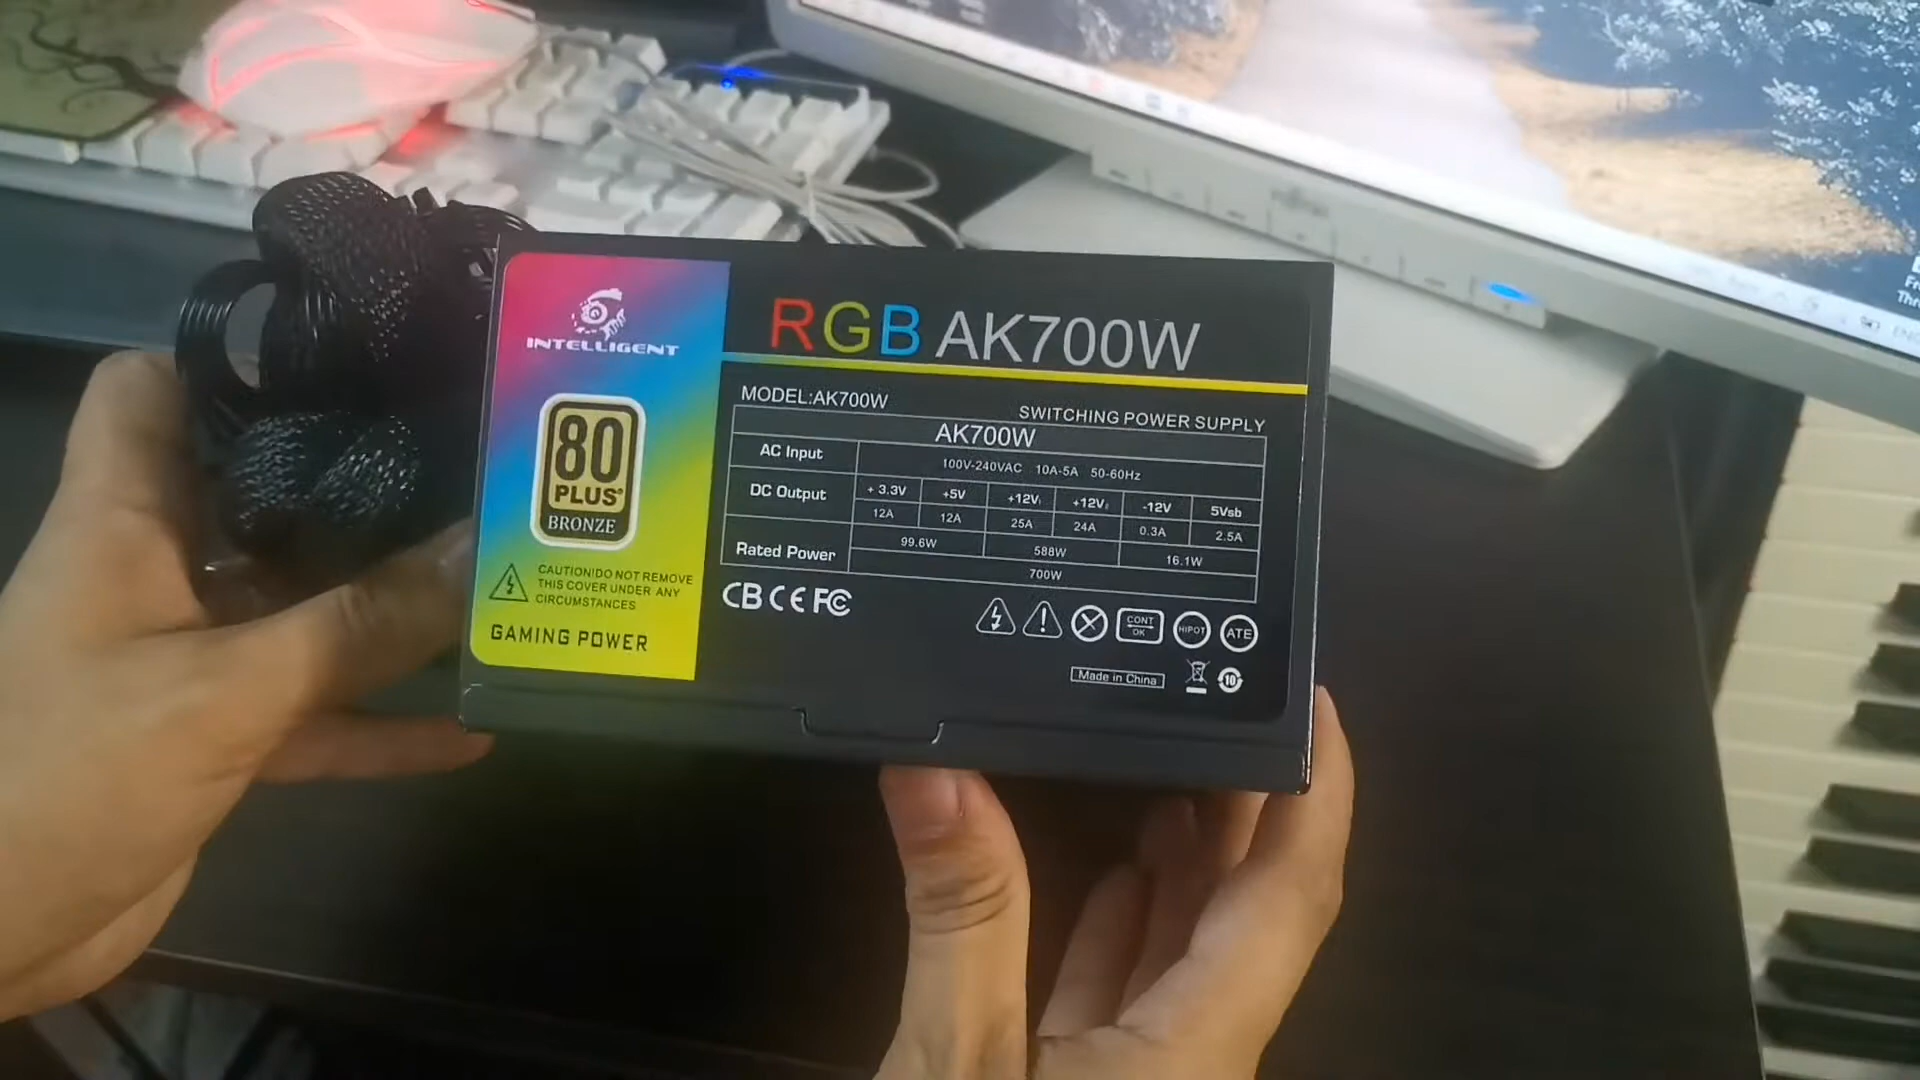 INTELLIGENT
80
PLUS®
BRONZE
CAUTION!DO NOT REMOVE
THIS COVER UNDER ANY
CIRCUMSTANCES
GAMING POWER
RGB AK700W
MODEL:AK700W
SWITCHING POWER SUPPLY
AK700W
AC Input 100V-240VAC 10A-5A 50-60Hz
DC Output +3.3V +5V +12V₁ +12V₂ -12V 5Vsb
12A 12A 25A 24A 0.3A 2.5A
Rated Power 99.6W 588W 16.1W
700W
CB CE FC
CONT
OK
HIPOT
ATE
Made in China
10